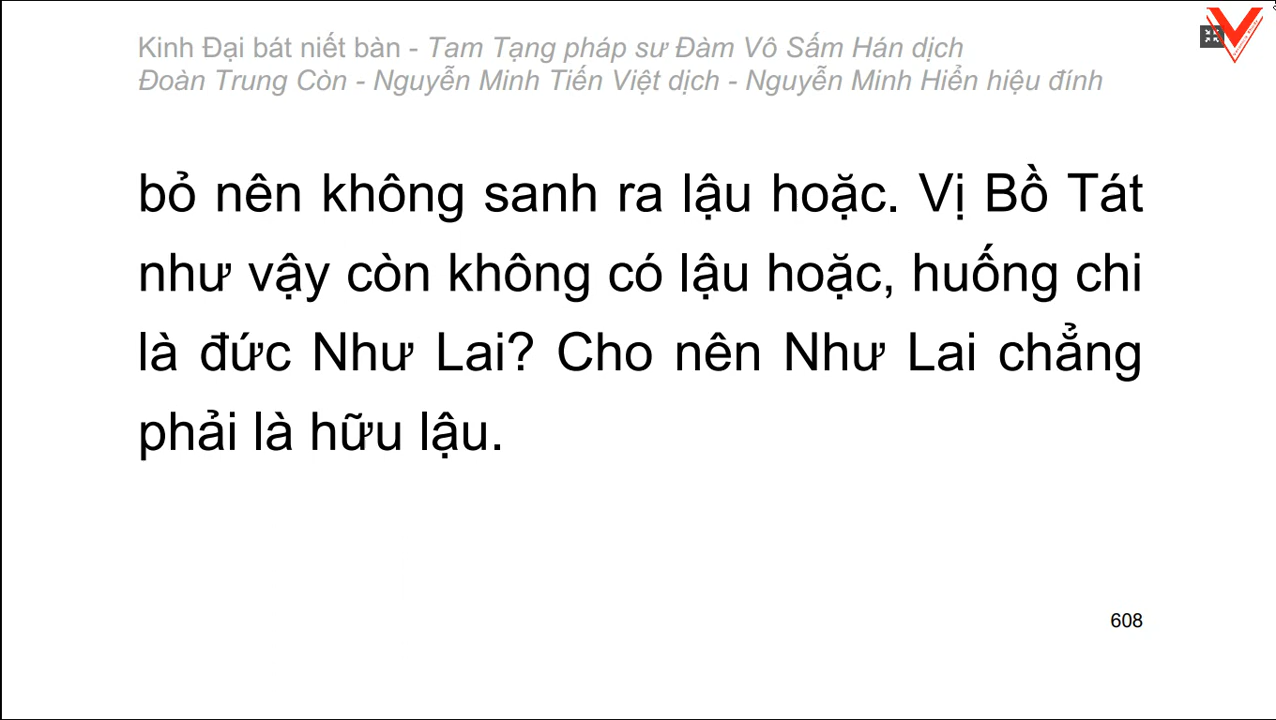 Kinh Đại bát niết bàn - Tam Tạng pháp sư Đàm Vô Sấm Hán dịch
Đoàn Trung Còn - Nguyễn Minh Tiến Việt dịch - Nguyễn Minh Hiển hiệu đính
bỏ nên không sanh ra lậu hoặc. Vị Bồ Tát
như vậy còn không có lậu hoặc, huống chi
là đức Như Lai? Cho nên Như Lai chẳng
phải là hữu lậu.
608